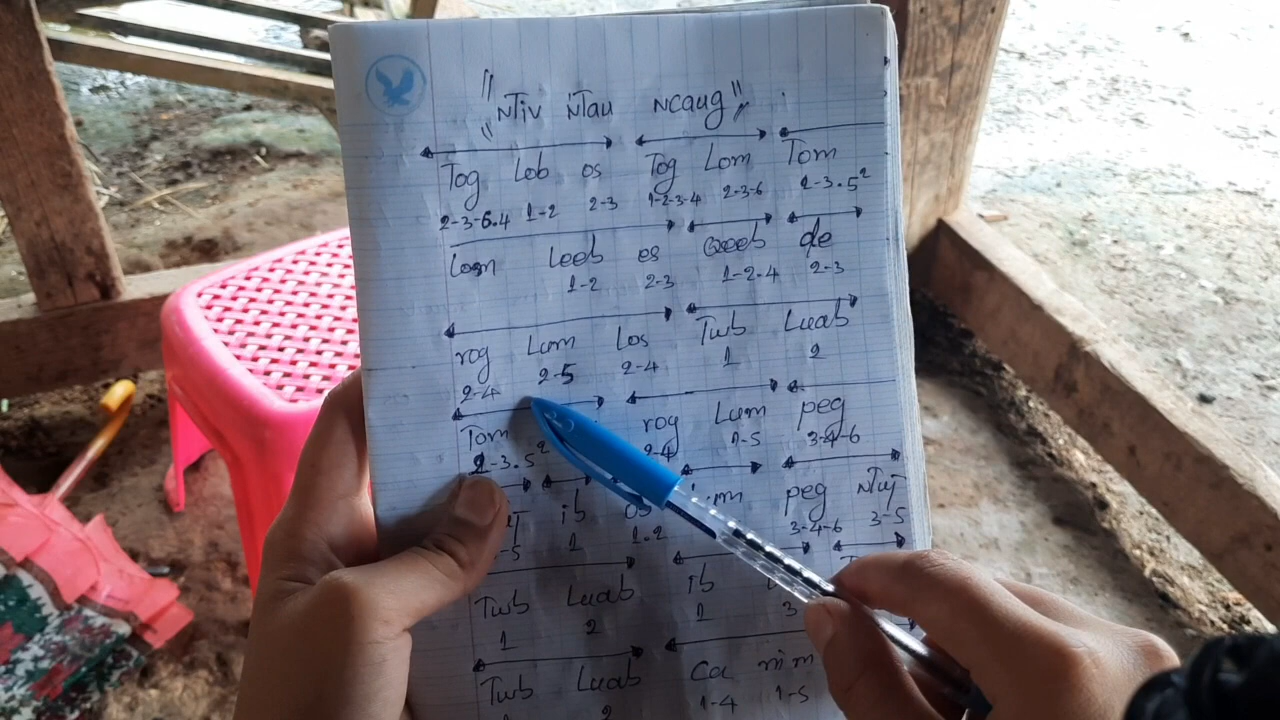 "NTiv NTau Ncaug"
Tog Lob os Tog Lom Tom
2-3-6.4 1-2 2-3 1-2-3-4 2-3-6 2-3.5²
Lom Leeb es Qeeb de
1-2 2-3 1-2-4 2-3
rog Lum Los Twb Luab
2-4 2-5 2-4 1 2
Tom rog Lum peg
2-3.5² 2-4 1-5 3-4-6
ib os peg NTuj
-5 1 1.2 3-4-6 3-5
Twb Luab ib
1 2 1 3
Twb Luab Ca nim
2 1-4 1-5